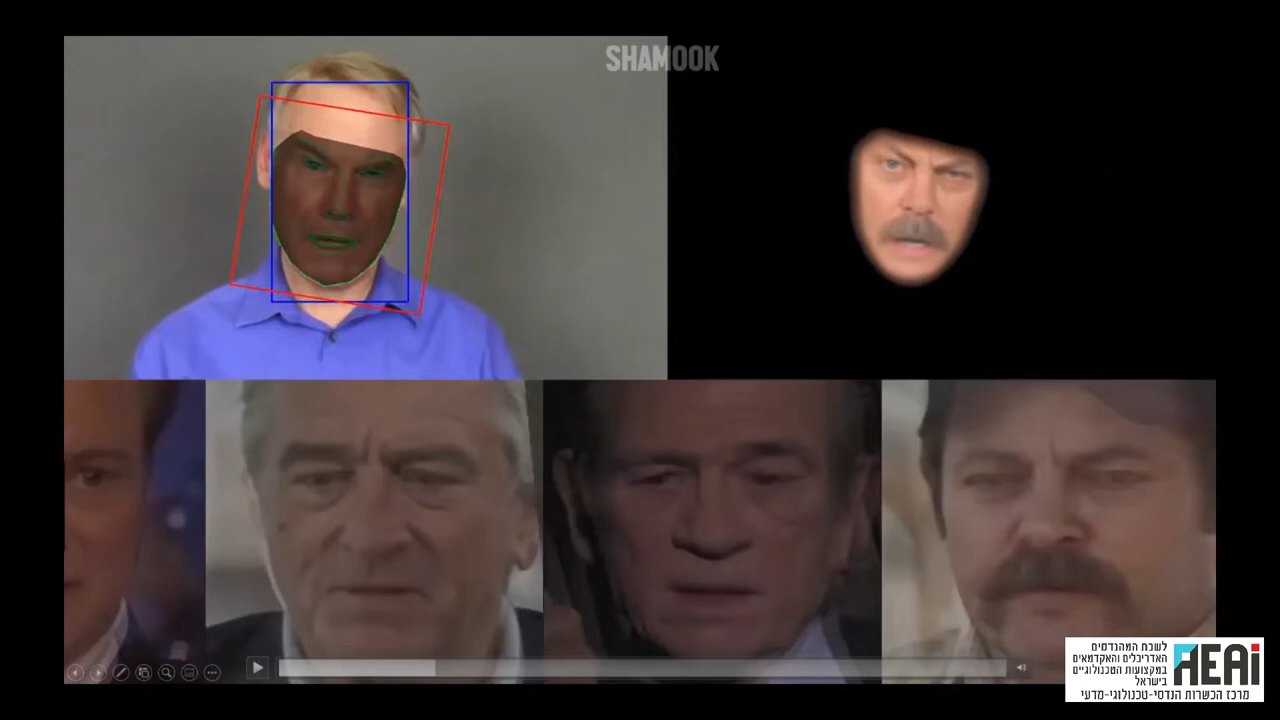 SHAMOOK
לשכת המהנדסים
האדריכלים והאקדמאים
במקצועות הטכנולוגיים
בישראל
AEAi
מרכז הכשרות הנדסי-טכנולוגי-מדעי